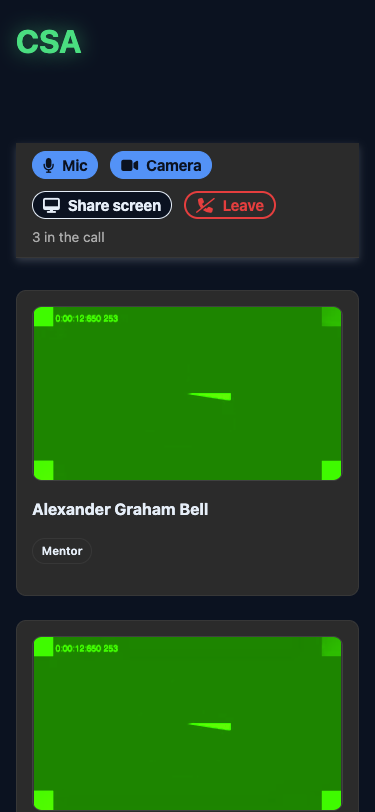 CSA
Mic Camera
Share screen Leave
3 in the call
0:00:12:650 253
Alexander Graham Bell
Mentor
0:00:12:650 253